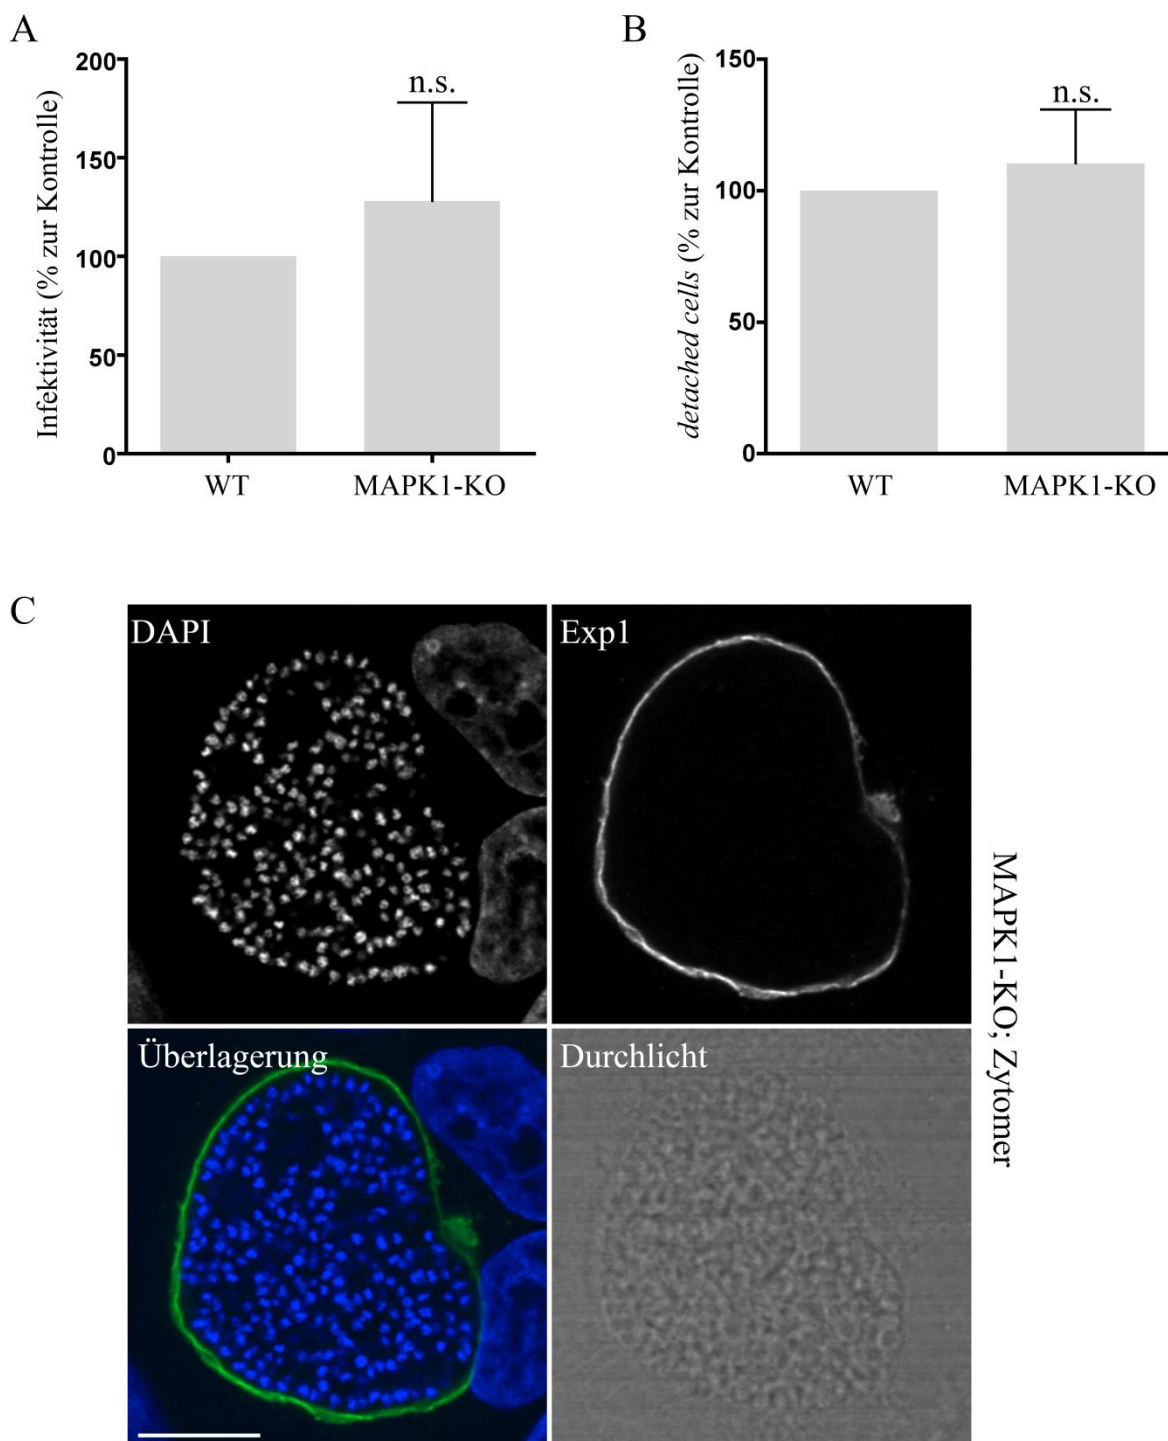 A
Infektivität (% zur Kontrolle)
200
150
100
50
0
n.s.
WT
MAPK1-KO
B
detached cells (% zur Kontrolle)
150
100
50
0
n.s.
WT
MAPK1-KO
C
DAPI
Exp1
Überlagerung
Durchlicht
MAPK1-KO; Zytomer